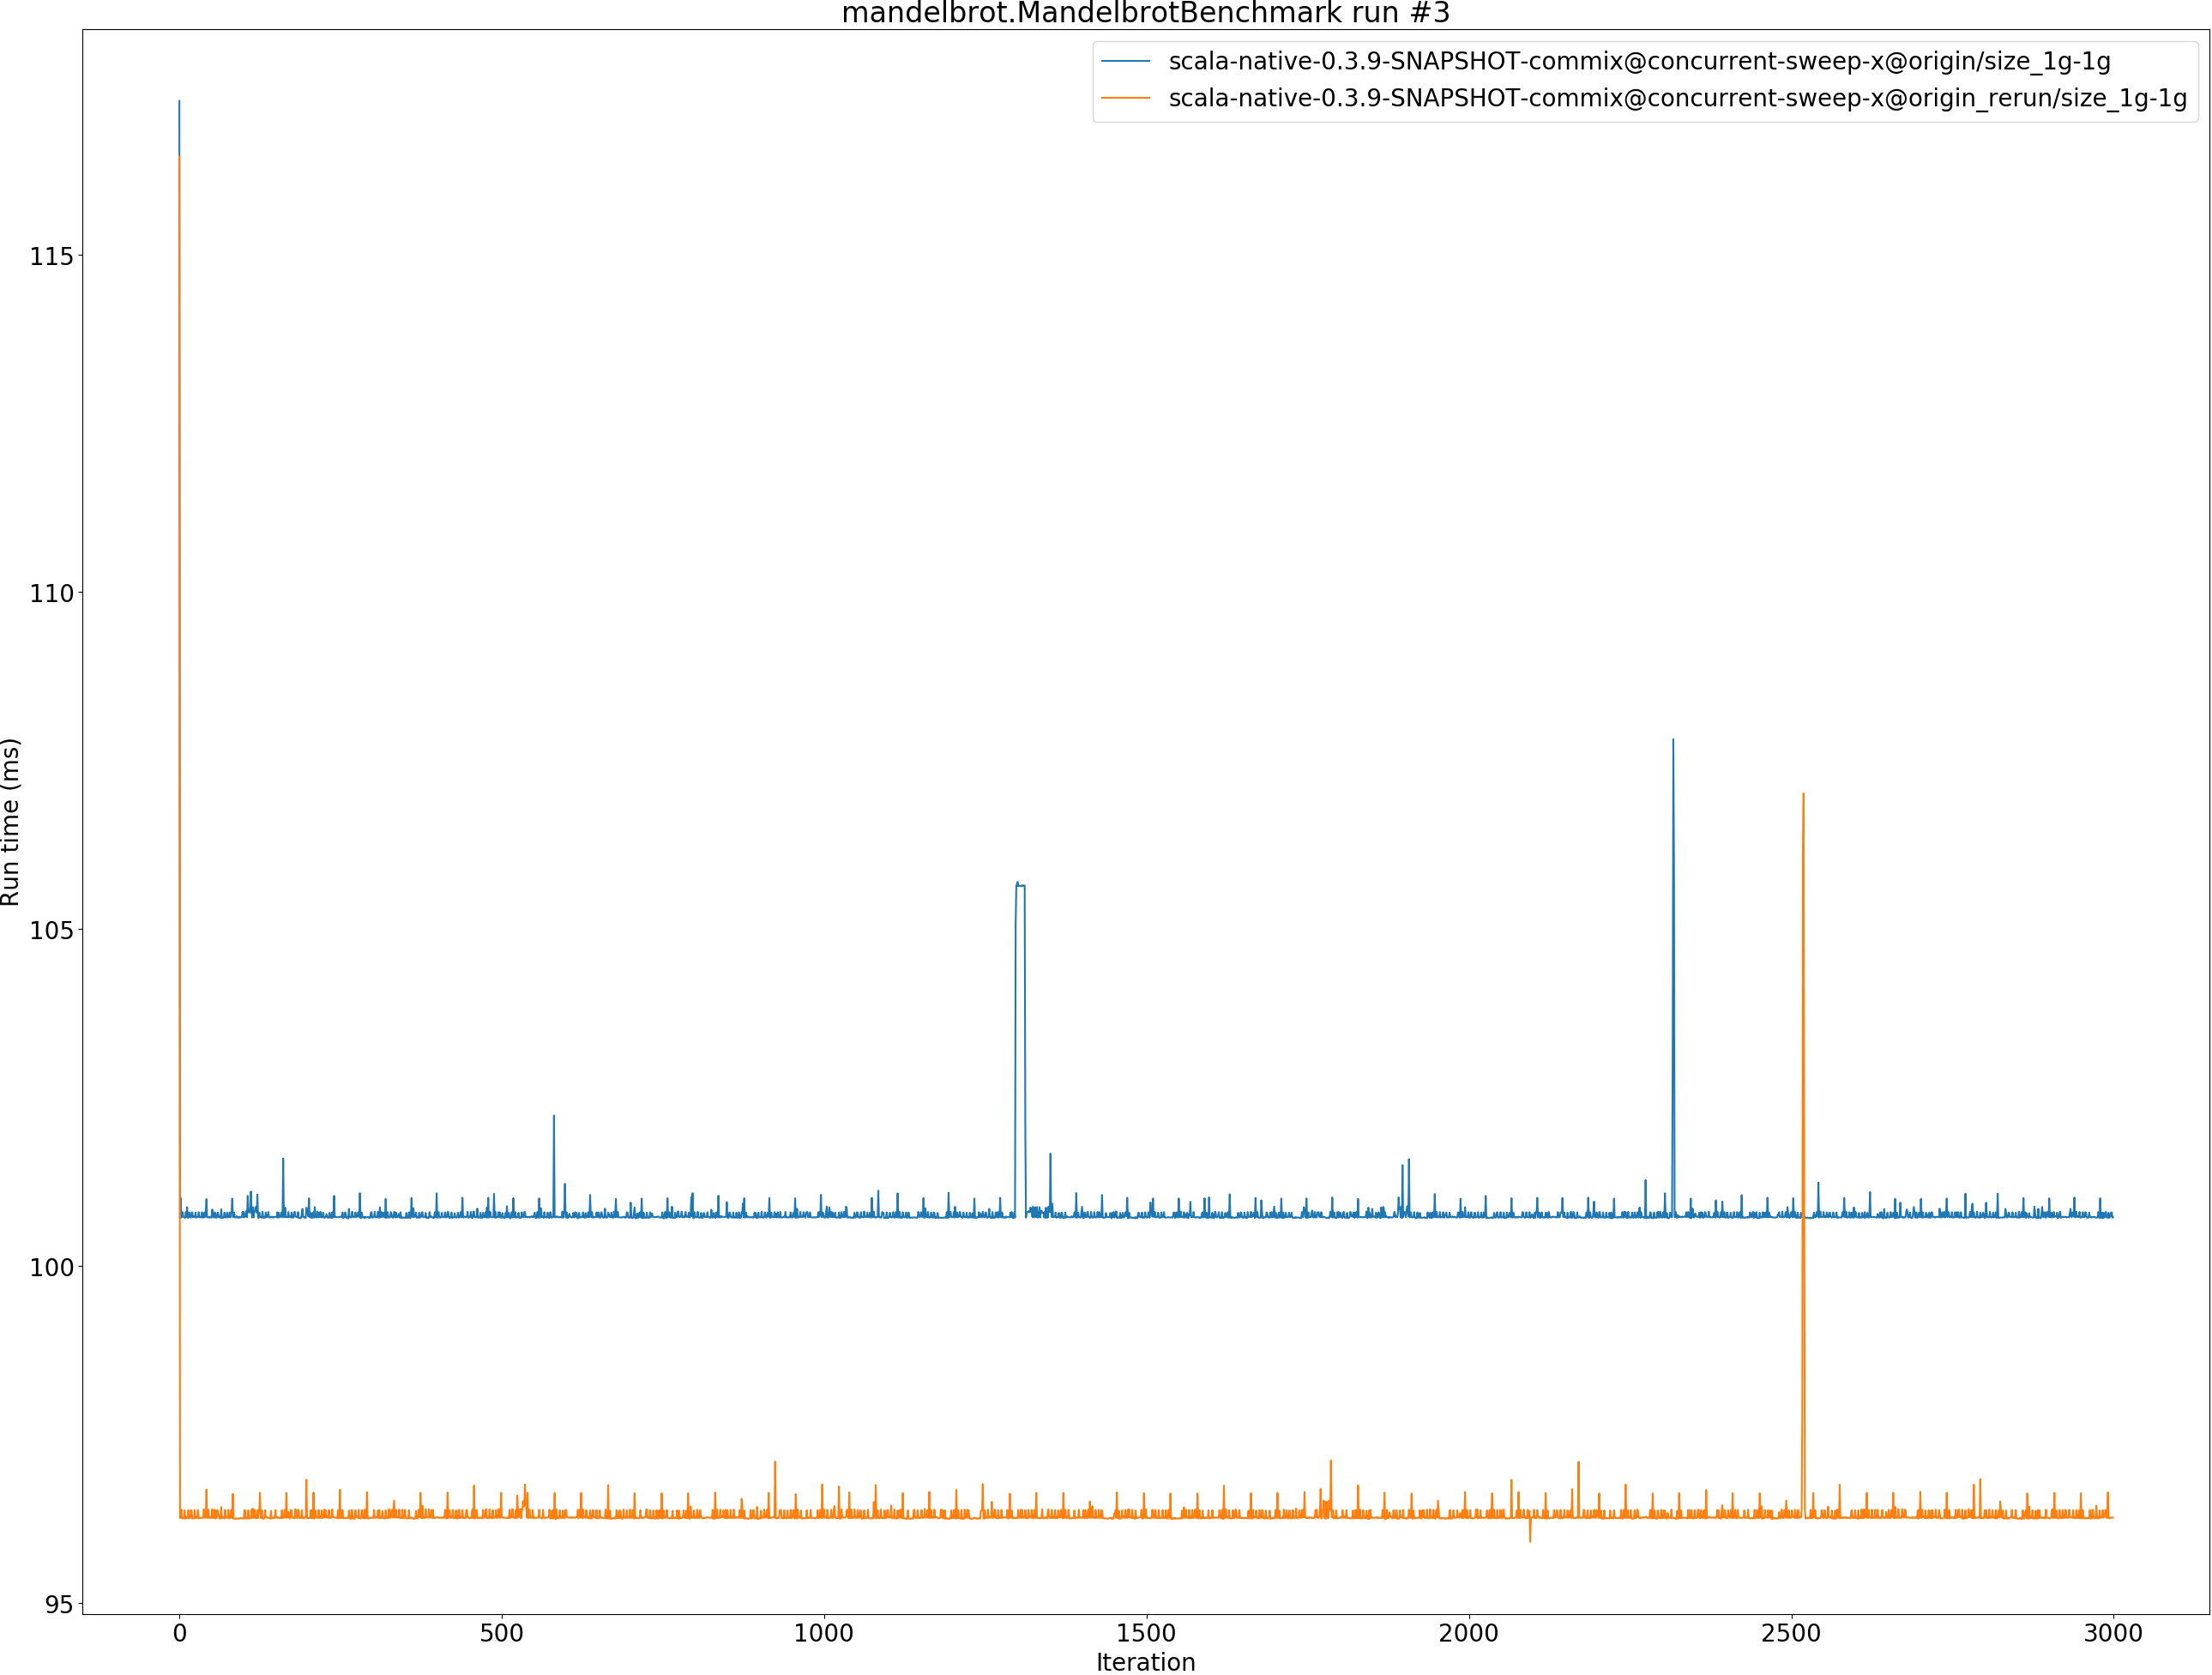 mandelbrot.MandelbrotBenchmark run #3
scala-native-0.3.9-SNAPSHOT-commix@concurrent-sweep-x@origin/size_1g-1g
scala-native-0.3.9-SNAPSHOT-commix@concurrent-sweep-x@origin_rerun/size_1g-1g
Run time (ms)
115
110
105
100
95
0 500 1000 1500 2000 2500 3000
Iteration